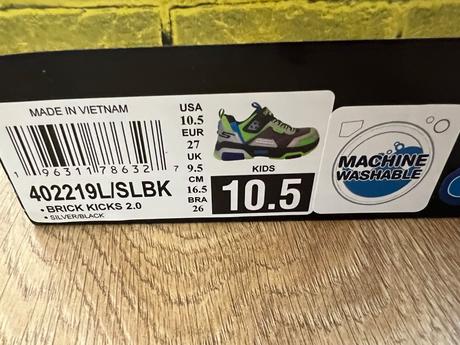 MADE IN VIETNAM
1 96311 78632 7
402219L/SLBK
• BRICK KICKS 2.0
• SILVER/BLACK
USA
10.5
EUR
27
UK
9.5
CM
16.5
BRA
26
KIDS
10.5
MACHINE
WASHABLE